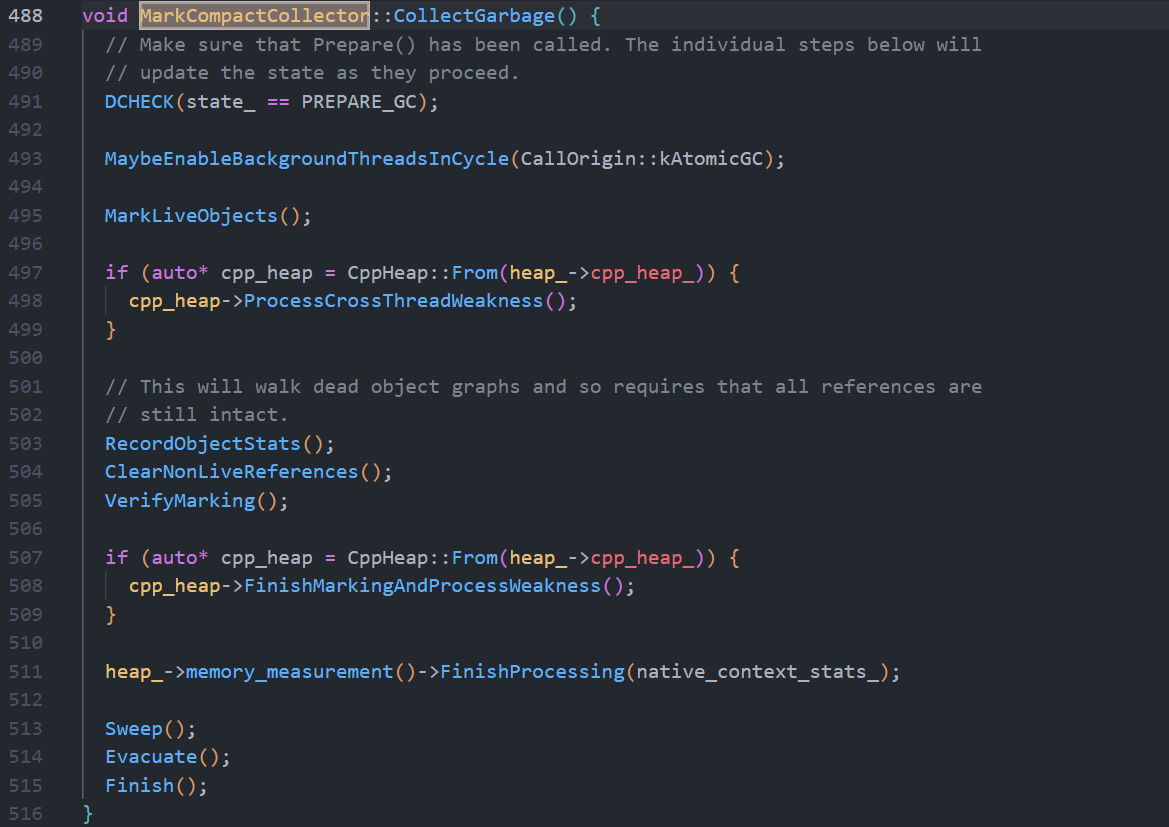 488 void MarkCompactCollector::CollectGarbage() {
489   // Make sure that Prepare() has been called. The individual steps below will
490   // update the state as they proceed.
491   DCHECK(state_ == PREPARE_GC);
492
493   MaybeEnableBackgroundThreadsInCycle(CallOrigin::kAtomicGC);
494
495   MarkLiveObjects();
496
497   if (auto* cpp_heap = CppHeap::From(heap_->cpp_heap_)) {
498     cpp_heap->ProcessCrossThreadWeakness();
499   }
500
501   // This will walk dead object graphs and so requires that all references are
502   // still intact.
503   RecordObjectStats();
504   ClearNonLiveReferences();
505   VerifyMarking();
506
507   if (auto* cpp_heap = CppHeap::From(heap_->cpp_heap_)) {
508     cpp_heap->FinishMarkingAndProcessWeakness();
509   }
510
511   heap_->memory_measurement()->FinishProcessing(native_context_stats_);
512
513   Sweep();
514   Evacuate();
515   Finish();
516 }